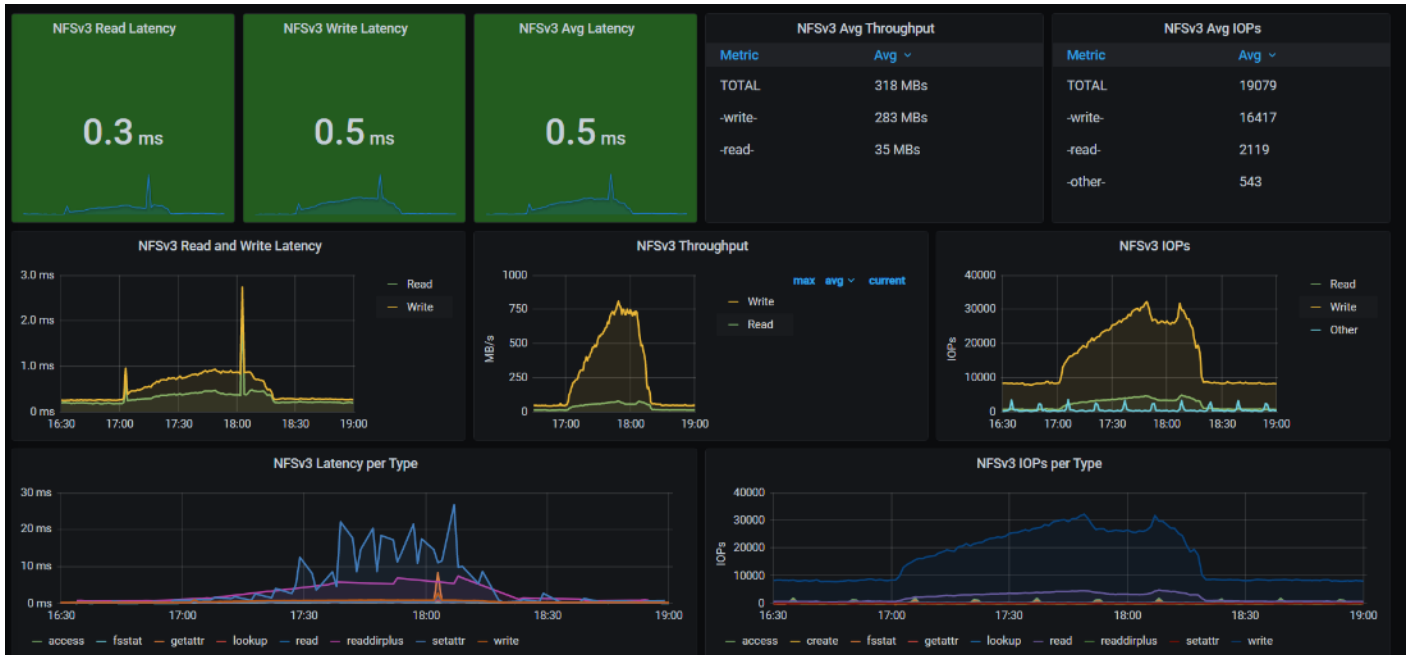 NFSv3 Read Latency
0.3 ms
NFSv3 Write Latency
0.5 ms
NFSv3 Avg Latency
0.5 ms
NFSv3 Avg Throughput
Metric Avg
TOTAL 318 MBs
-write- 283 MBs
-read- 35 MBs
NFSv3 Avg IOPs
Metric Avg
TOTAL 19079
-write- 16417
-read- 2119
-other- 543
NFSv3 Read and Write Latency
3.0 ms
2.0 ms
1.0 ms
0 ms
16:30 17:00 17:30 18:00 18:30 19:00
Read
Write
NFSv3 Throughput
MB/s
1000
750
500
250
0
17:00 18:00 19:00
max avg current
Write
Read
NFSv3 IOPs
IOPs
40000
30000
20000
10000
0
16:30 17:00 17:30 18:00 18:30 19:00
Read
Write
Other
NFSv3 Latency per Type
30 ms
20 ms
10 ms
0 ms
16:30 17:00 17:30 18:00 18:30 19:00
access fsstat getattr lookup read readdirplus setattr write
NFSv3 IOPs per Type
IOPs
40000
30000
20000
10000
0
16:30 17:00 17:30 18:00 18:30 19:00
access create fsstat getattr lookup read readdirplus setattr write